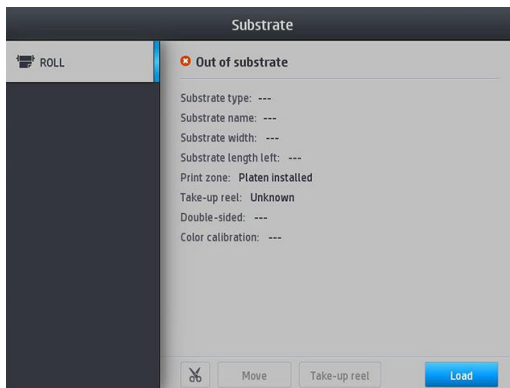 Substrate
ROLL
Out of substrate
Substrate type: ---
Substrate name: ---
Substrate width: ---
Substrate length left: ---
Print zone: Platen installed
Take-up reel: Unknown
Double-sided: ---
Color calibration: ---
Move
Take-up reel
Load